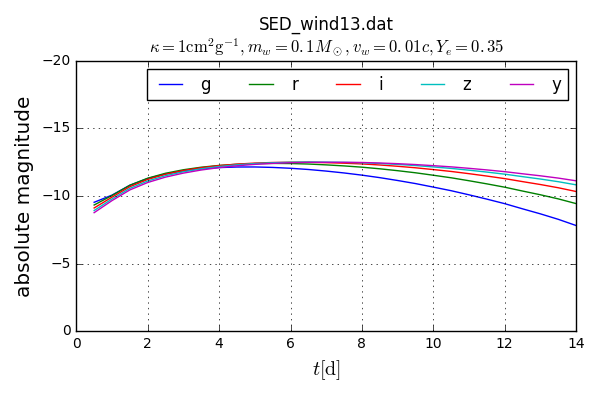 SED_wind13.dat
κ = 1cm²g⁻¹, m_w = 0.1M_⊙, v_w = 0.01c, Y_e = 0.35
g r i z y
absolute magnitude
−20
−15
−10
−5
0
0 2 4 6 8 10 12 14
t[d]